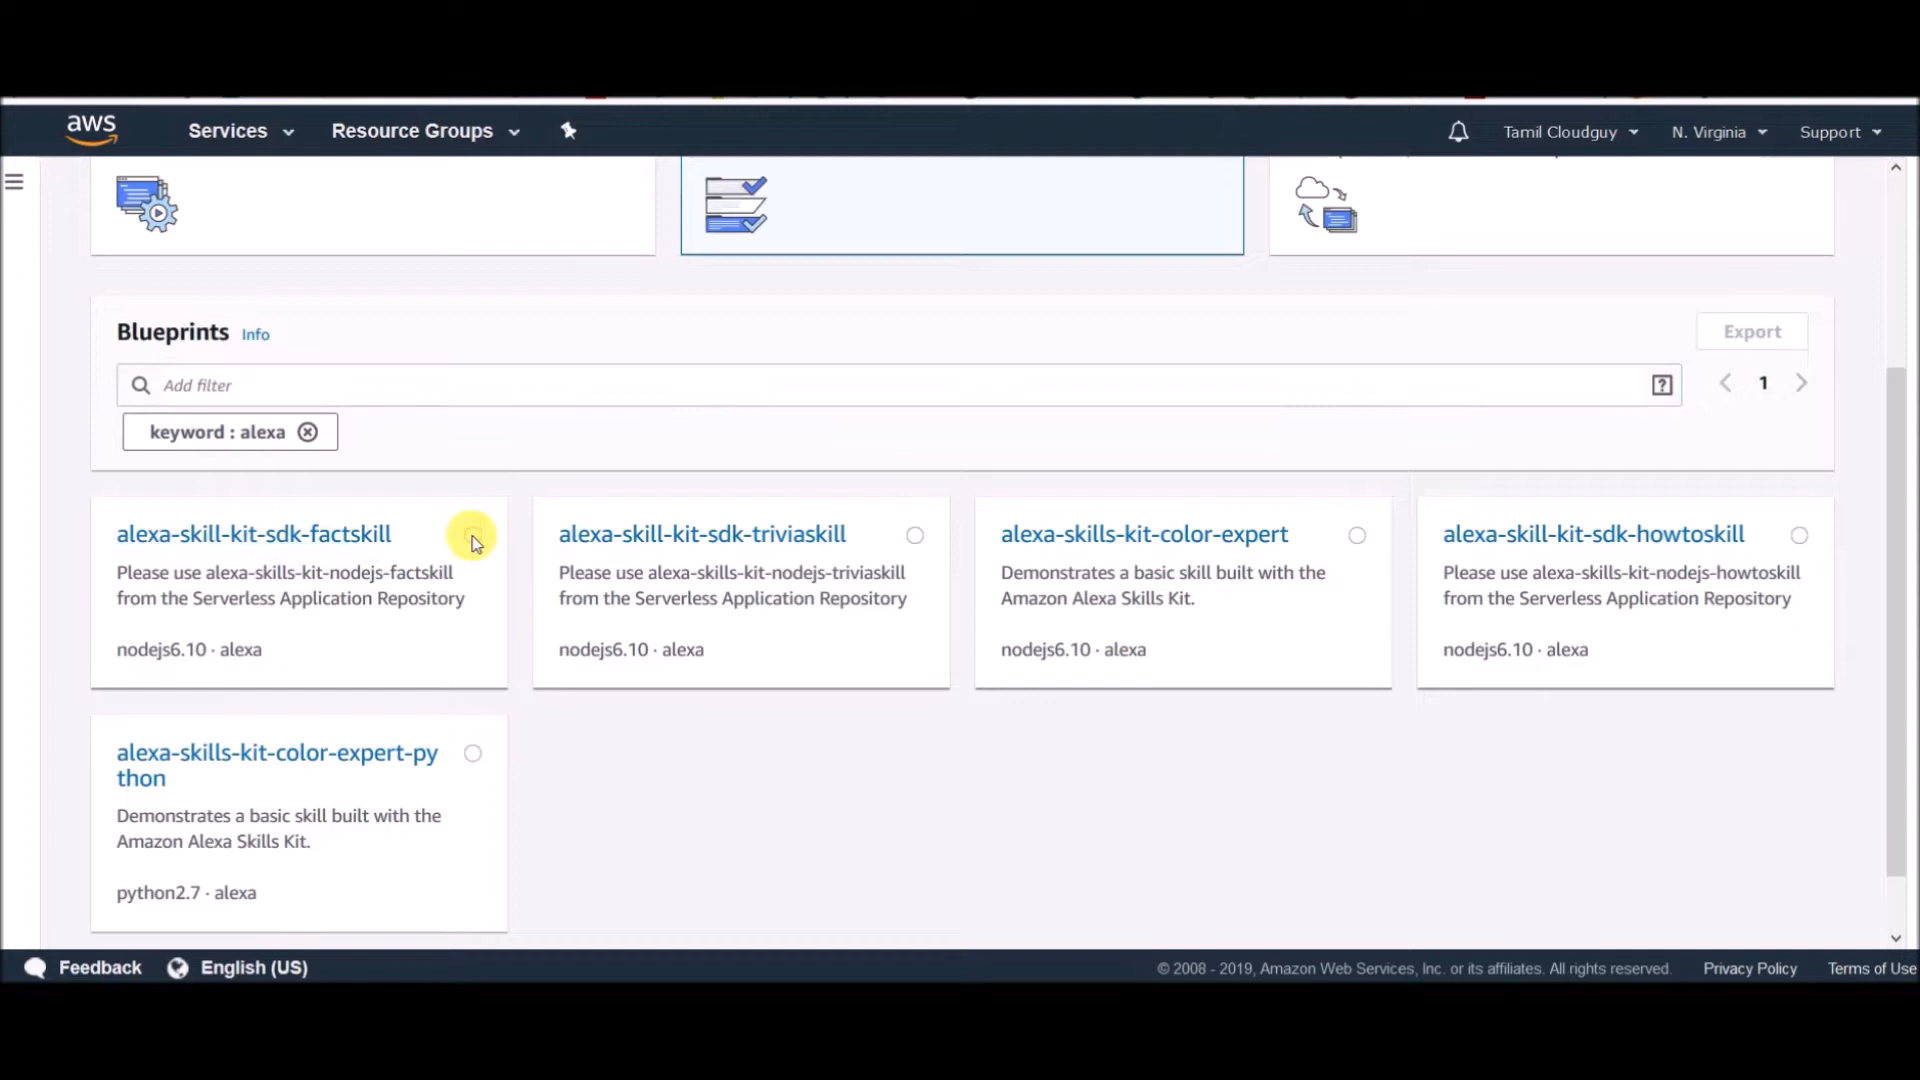 aws
Services
Resource Groups
Tamil Cloudguy
N. Virginia
Support
Blueprints Info
Export
Add filter
?
1
keyword : alexa
alexa-skill-kit-sdk-factskill
Please use alexa-skills-kit-nodejs-factskill
from the Serverless Application Repository
nodejs6.10 · alexa
alexa-skill-kit-sdk-triviaskill
Please use alexa-skills-kit-nodejs-triviaskill
from the Serverless Application Repository
nodejs6.10 · alexa
alexa-skills-kit-color-expert
Demonstrates a basic skill built with the
Amazon Alexa Skills Kit.
nodejs6.10 · alexa
alexa-skill-kit-sdk-howtoskill
Please use alexa-skills-kit-nodejs-howtoskill
from the Serverless Application Repository
nodejs6.10 · alexa
alexa-skills-kit-color-expert-py
thon
Demonstrates a basic skill built with the
Amazon Alexa Skills Kit.
python2.7 · alexa
Feedback
English (US)
© 2008 - 2019, Amazon Web Services, Inc. or its affiliates. All rights reserved.
Privacy Policy
Terms of Use